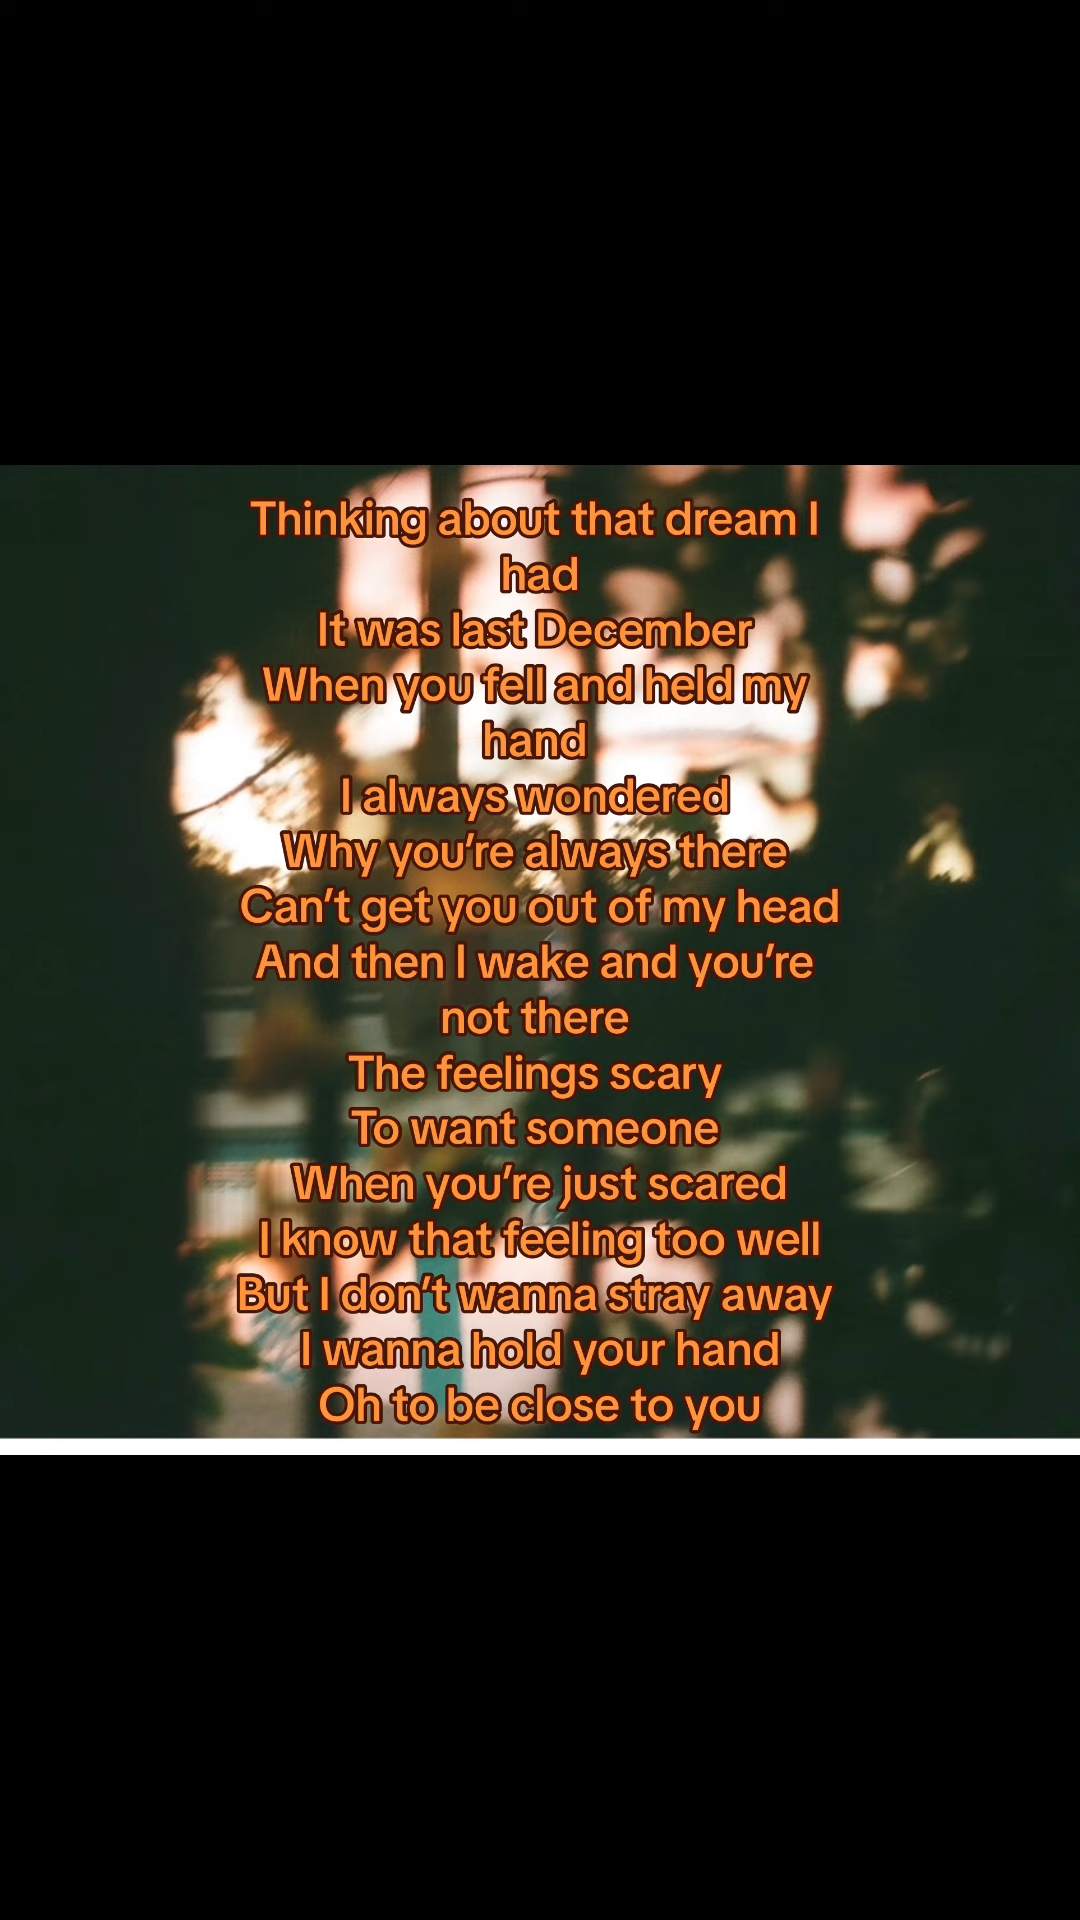 Thinking about that dream I
had
It was last December
When you fell and held my
hand
I always wondered
Why you’re always there
Can’t get you out of my head
And then I wake and you’re
not there
The feelings scary
To want someone
When you’re just scared
I know that feeling too well
But I don’t wanna stray away
I wanna hold your hand
Oh to be close to you